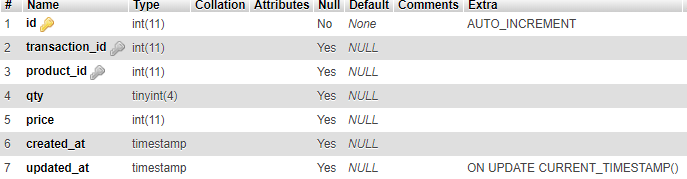 # Name Type Collation Attributes Null Default Comments Extra
1 id int(11) No None AUTO_INCREMENT
2 transaction_id int(11) Yes NULL
3 product_id int(11) Yes NULL
4 qty tinyint(4) Yes NULL
5 price int(11) Yes NULL
6 created_at timestamp Yes NULL
7 updated_at timestamp Yes NULL ON UPDATE CURRENT_TIMESTAMP()